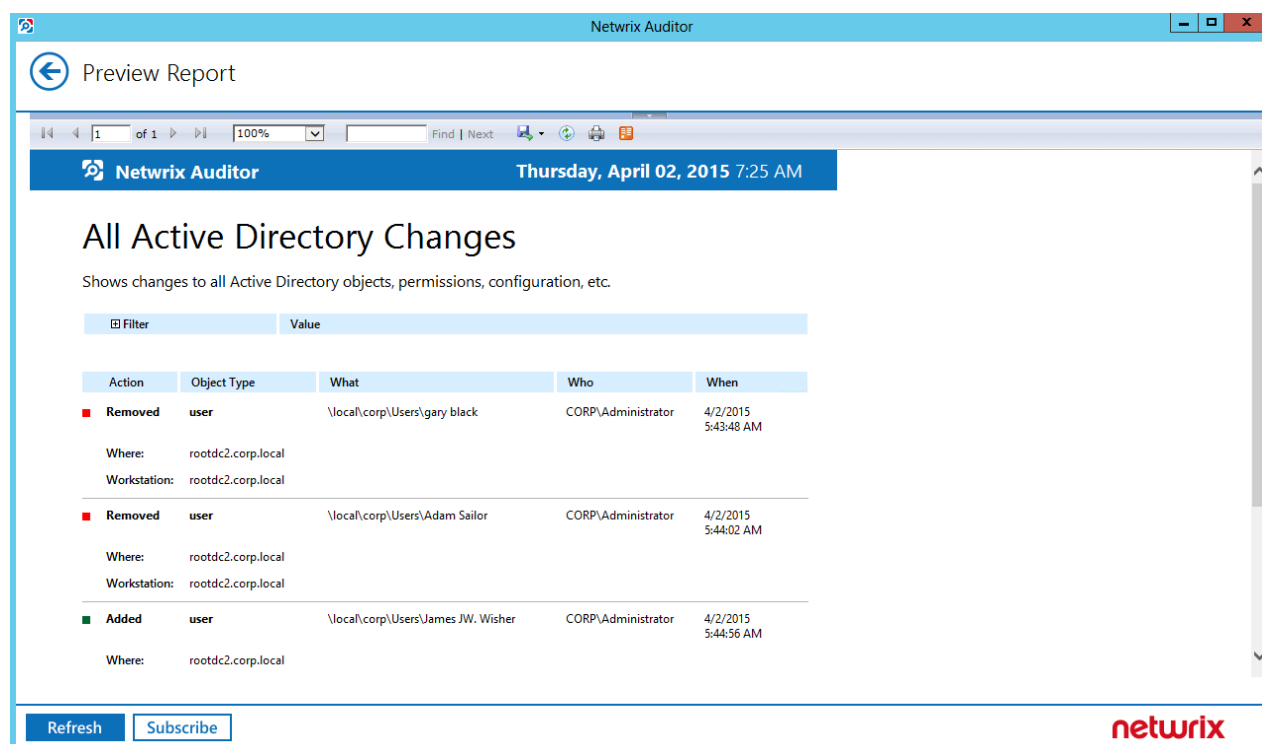 Netwrix Auditor
Preview Report
1 of 1 100% Find | Next
Netwrix Auditor Thursday, April 02, 2015 7:25 AM
All Active Directory Changes
Shows changes to all Active Directory objects, permissions, configuration, etc.
Filter Value
Action Object Type What Who When
Removed user \local\corp\Users\gary black CORP\Administrator 4/2/2015
5:43:48 AM
Where: rootdc2.corp.local
Workstation: rootdc2.corp.local
Removed user \local\corp\Users\Adam Sailor CORP\Administrator 4/2/2015
5:44:02 AM
Where: rootdc2.corp.local
Workstation: rootdc2.corp.local
Added user \local\corp\Users\James JW. Wisher CORP\Administrator 4/2/2015
5:44:56 AM
Where: rootdc2.corp.local
Refresh Subscribe netwrix